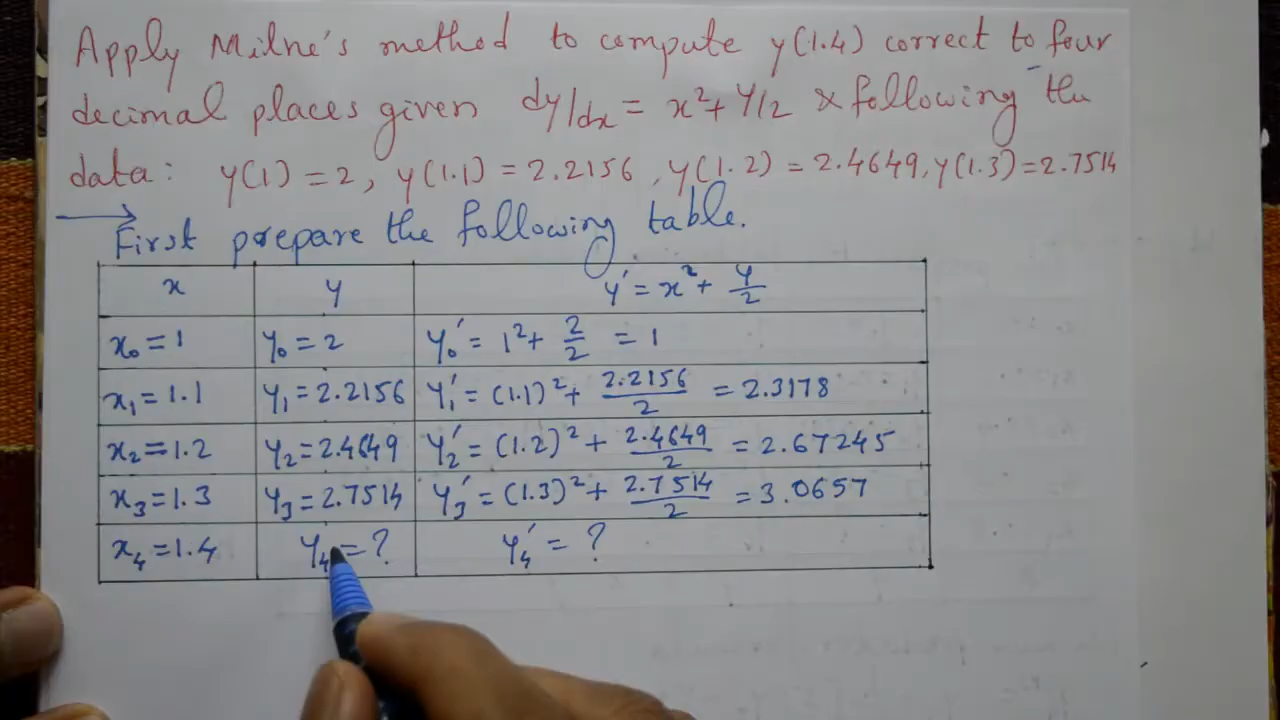 Apply Milne's method to compute y(1.4) correct to four
decimal places given dy/dx = x²+ y/2 & following the
data: y(1) = 2, y(1.1) = 2.2156, y(1.2) = 2.4649, y(1.3) = 2.7514
First prepare the following table.
x y y′ = x² + y/2
x₀ = 1 y₀ = 2 y₀′ = 1² + 2/2 = 1
x₁ = 1.1 y₁ = 2.2156 y₁′ = (1.1)² + 2.2156/2 = 2.3178
x₂ = 1.2 y₂ = 2.4649 y₂′ = (1.2)² + 2.4649/2 = 2.67245
x₃ = 1.3 y₃ = 2.7514 y₃′ = (1.3)² + 2.7514/2 = 3.0657
x₄ = 1.4 y₄ = ? y₄′ = ?